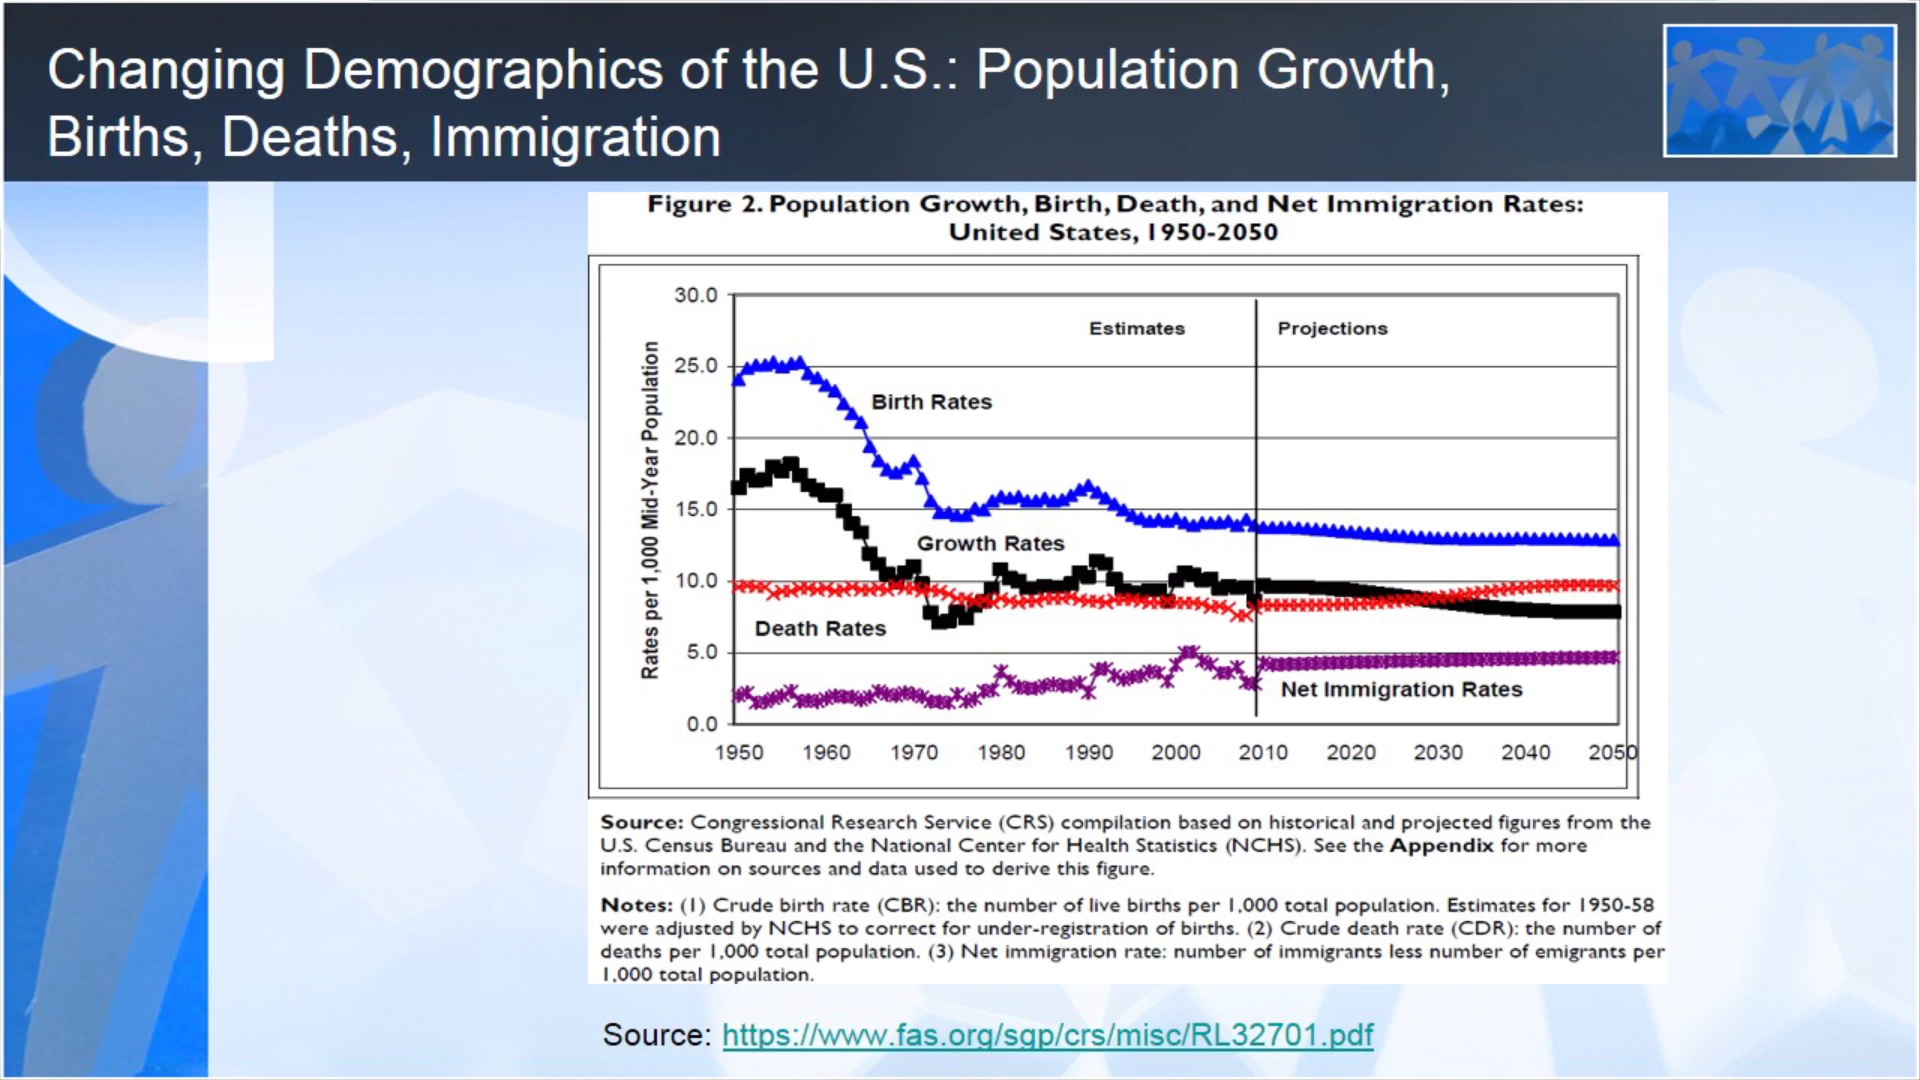 Changing Demographics of the U.S.: Population Growth,
Births, Deaths, Immigration
Figure 2. Population Growth, Birth, Death, and Net Immigration Rates:
United States, 1950-2050
Rates per 1,000 Mid-Year Population
30.0
25.0
20.0
15.0
10.0
5.0
0.0
Estimates
Projections
Birth Rates
Growth Rates
Death Rates
Net Immigration Rates
1950 1960 1970 1980 1990 2000 2010 2020 2030 2040 2050
Source: Congressional Research Service (CRS) compilation based on historical and projected figures from the
U.S. Census Bureau and the National Center for Health Statistics (NCHS). See the Appendix for more
information on sources and data used to derive this figure.
Notes: (1) Crude birth rate (CBR): the number of live births per 1,000 total population. Estimates for 1950-58
were adjusted by NCHS to correct for under-registration of births. (2) Crude death rate (CDR): the number of
deaths per 1,000 total population. (3) Net immigration rate: number of immigrants less number of emigrants per
1,000 total population.
Source: https://www.fas.org/sgp/crs/misc/RL32701.pdf